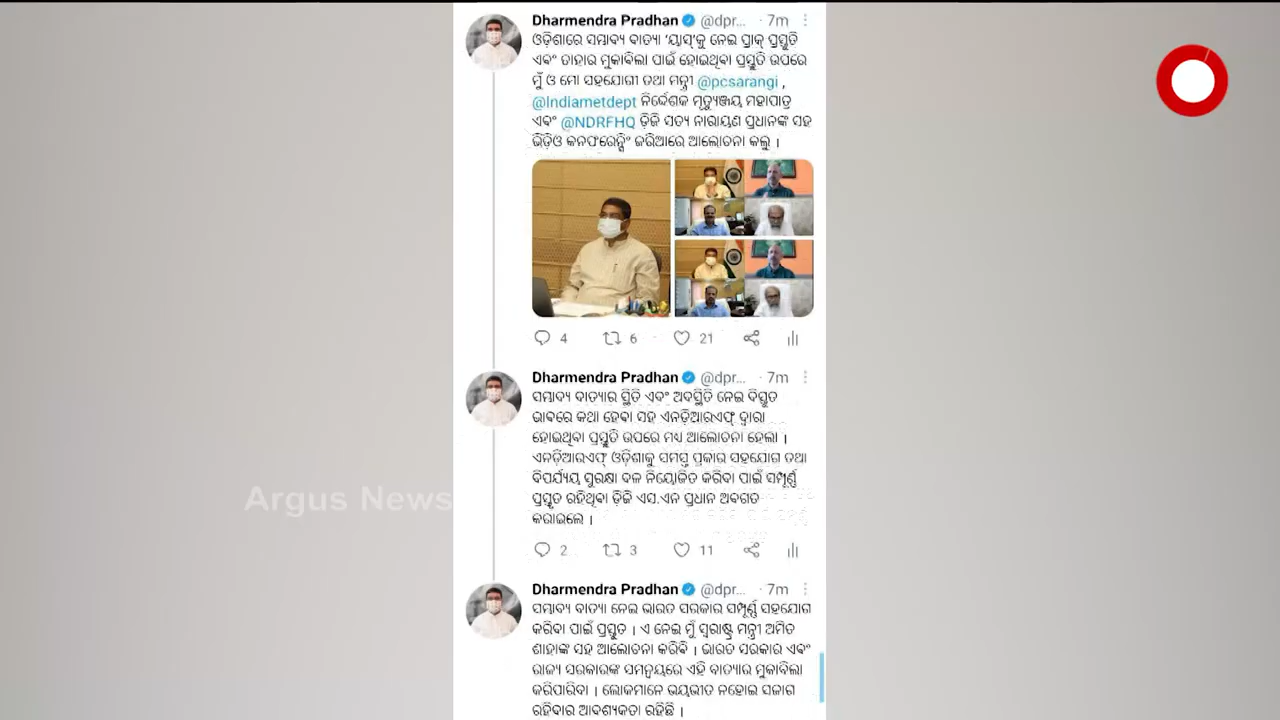 Dharmendra Pradhan @dpr... · 7m
ଓଡ଼ିଶାରେ ସମ୍ଭାବ୍ୟ ବାତ୍ୟା ‘ୟାସ୍’କୁ ନେଇ ପ୍ରାକ୍ ପ୍ରସ୍ତୁତି
ଏବଂ ତାହାର ମୁକାବିଲା ପାଇଁ ହୋଇଥିବା ପ୍ରସ୍ତୁତି ଉପରେ
ମୁଁ ଓ ମୋ ସହଯୋଗୀ ତଥା ମନ୍ତ୍ରୀ @pcsarangi ,
@Indiametdept ନିର୍ଦ୍ଦେଶକ ମୃତ୍ୟୁଞ୍ଜୟ ମହାପାତ୍ର
ଏବଂ @NDRFHQ ଡ଼ିଜି ସତ୍ୟ ନାରାୟଣ ପ୍ରଧାନଙ୍କ ସହ
ଭିଡ଼ିଓ କନଫରେନ୍ସିଂ ଜରିଆରେ ଆଲୋଚନା କଲୁ ।
4 6 21
Dharmendra Pradhan @dpr... · 7m
ସମ୍ଭାବ୍ୟ ବାତ୍ୟାର ସ୍ଥିତି ଏବଂ ଅବସ୍ଥିତି ନେଇ ବିସ୍ତୃତ
ଭାବରେ କଥା ହେବା ସହ ଏନଡ଼ିଆରଏଫ୍ ଦ୍ୱାରା
ହୋଇଥିବା ପ୍ରସ୍ତୁତି ଉପରେ ମଧ୍ୟ ଆଲୋଚନା ହେଲା ।
ଏନଡ଼ିଆରଏଫ୍ ଓଡ଼ିଶାକୁ ସମସ୍ତ ପ୍ରକାର ସହଯୋଗ ତଥା
ବିପର୍ଯ୍ୟୟ ସୁରକ୍ଷା ଦଳ ନିୟୋଜିତ କରିବା ପାଇଁ ସମ୍ପୂର୍ଣ୍ଣ
ପ୍ରସ୍ତୁତ ରହିଥିବା ଡ଼ିଜି ଏସ.ଏନ ପ୍ରଧାନ ଅବଗତ
କରାଇଲେ ।
2 3 11
Argus News
Dharmendra Pradhan @dpr... · 7m
ସମ୍ଭାବ୍ୟ ବାତ୍ୟା ନେଇ ଭାରତ ସରକାର ସମ୍ପୂର୍ଣ୍ଣ ସହଯୋଗ
କରିବା ପାଇଁ ପ୍ରସ୍ତୁତ । ଏ ନେଇ ମୁଁ ସ୍ୱରାଷ୍ଟ୍ର ମନ୍ତ୍ରୀ ଅମିତ
ଶାହାଙ୍କ ସହ ଆଲୋଚନା କରିବି । ଭାରତ ସରକାର ଏବଂ
ରାଜ୍ୟ ସରକାରଙ୍କ ସମନ୍ୱୟରେ ଏହି ବାତ୍ୟାର ମୁକାବିଲା
କରିପାରିବା । ଲୋକମାନେ ଭୟଭୀତ ନହୋଇ ସଜାଗ
ରହିବାର ଆବଶ୍ୟକତା ରହିଛି ।